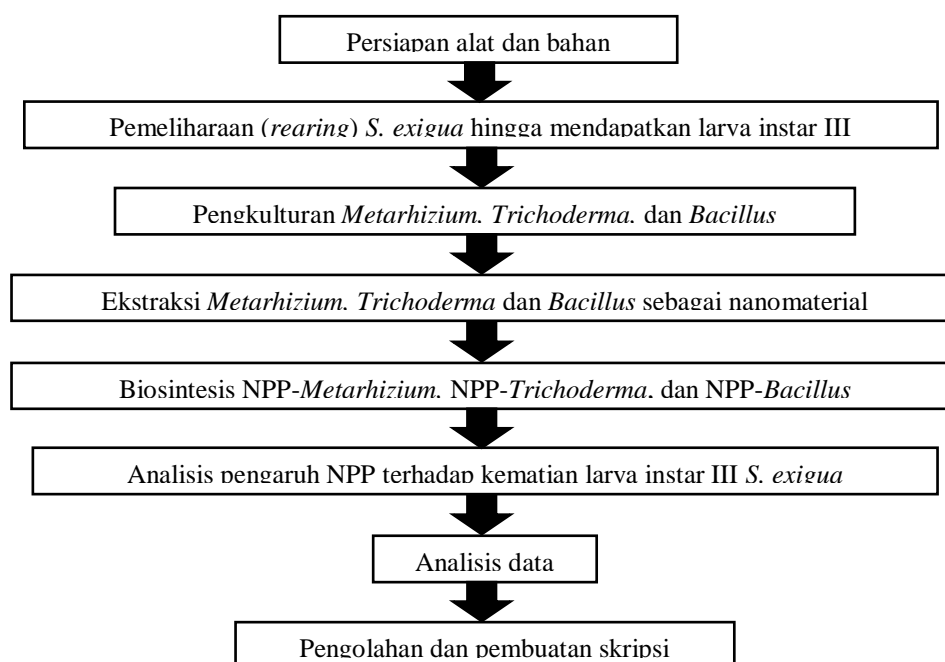 Persiapan alat dan bahan
Pemeliharaan (rearing) S. exigua hingga mendapatkan larva instar III
Pengkulturan Metarhizium, Trichoderma, dan Bacillus
Ekstraksi Metarhizium, Trichoderma dan Bacillus sebagai nanomaterial
Biosintesis NPP-Metarhizium, NPP-Trichoderma, dan NPP-Bacillus
Analisis pengaruh NPP terhadap kematian larva instar III S. exigua
Analisis data
Pengolahan dan pembuatan skripsi